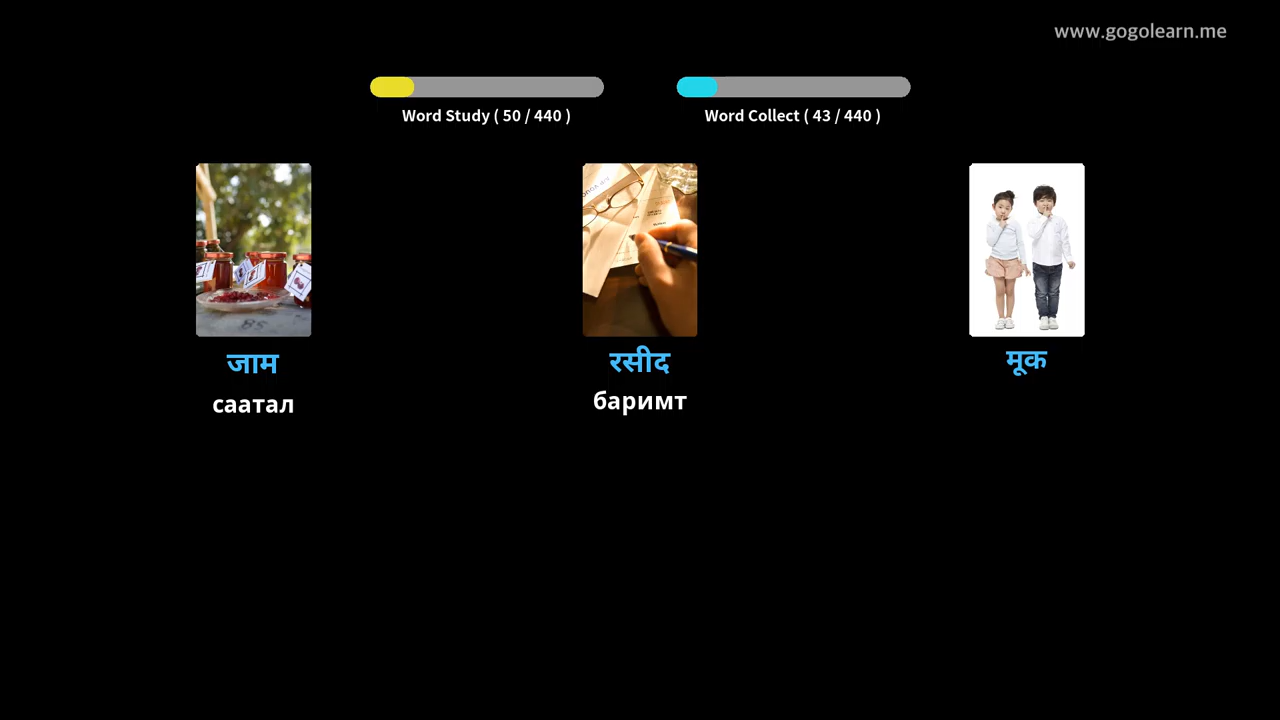 www.gogolearn.me
Word Study ( 50 / 440 )
Word Collect ( 43 / 440 )
जाम
रसीद
मूक
саатал
баримт